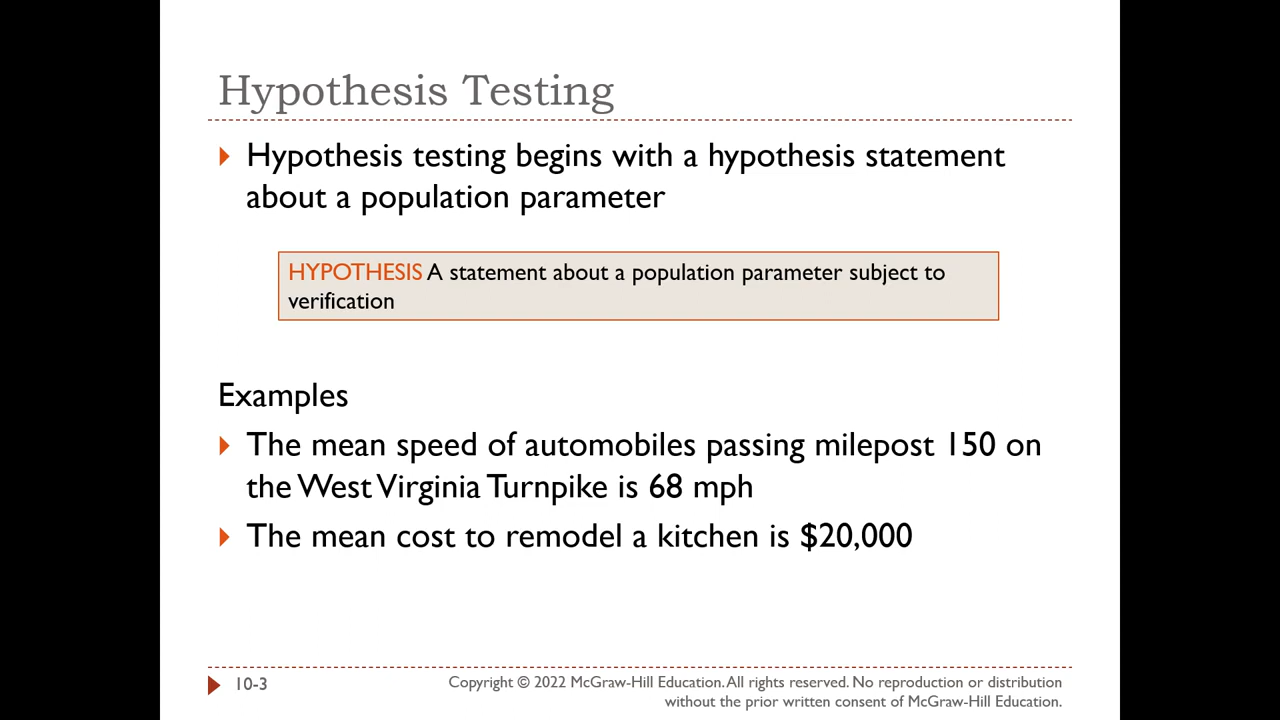 Hypothesis Testing
Hypothesis testing begins with a hypothesis statement
about a population parameter
HYPOTHESIS A statement about a population parameter subject to
verification
Examples
The mean speed of automobiles passing milepost 150 on
the West Virginia Turnpike is 68 mph
The mean cost to remodel a kitchen is $20,000
10-3
Copyright © 2022 McGraw-Hill Education. All rights reserved. No reproduction or distribution
without the prior written consent of McGraw-Hill Education.